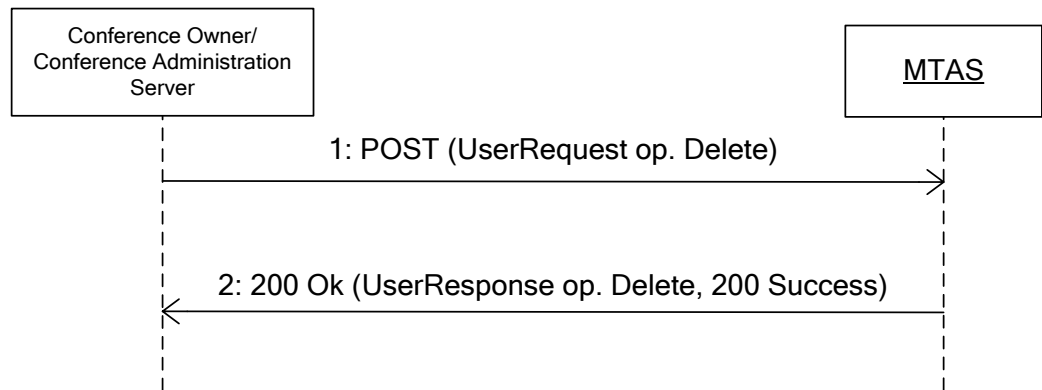 Conference Owner/
Conference Administration
Server
MTAS
1: POST (UserRequest op. Delete)
2: 200 Ok (UserResponse op. Delete, 200 Success)